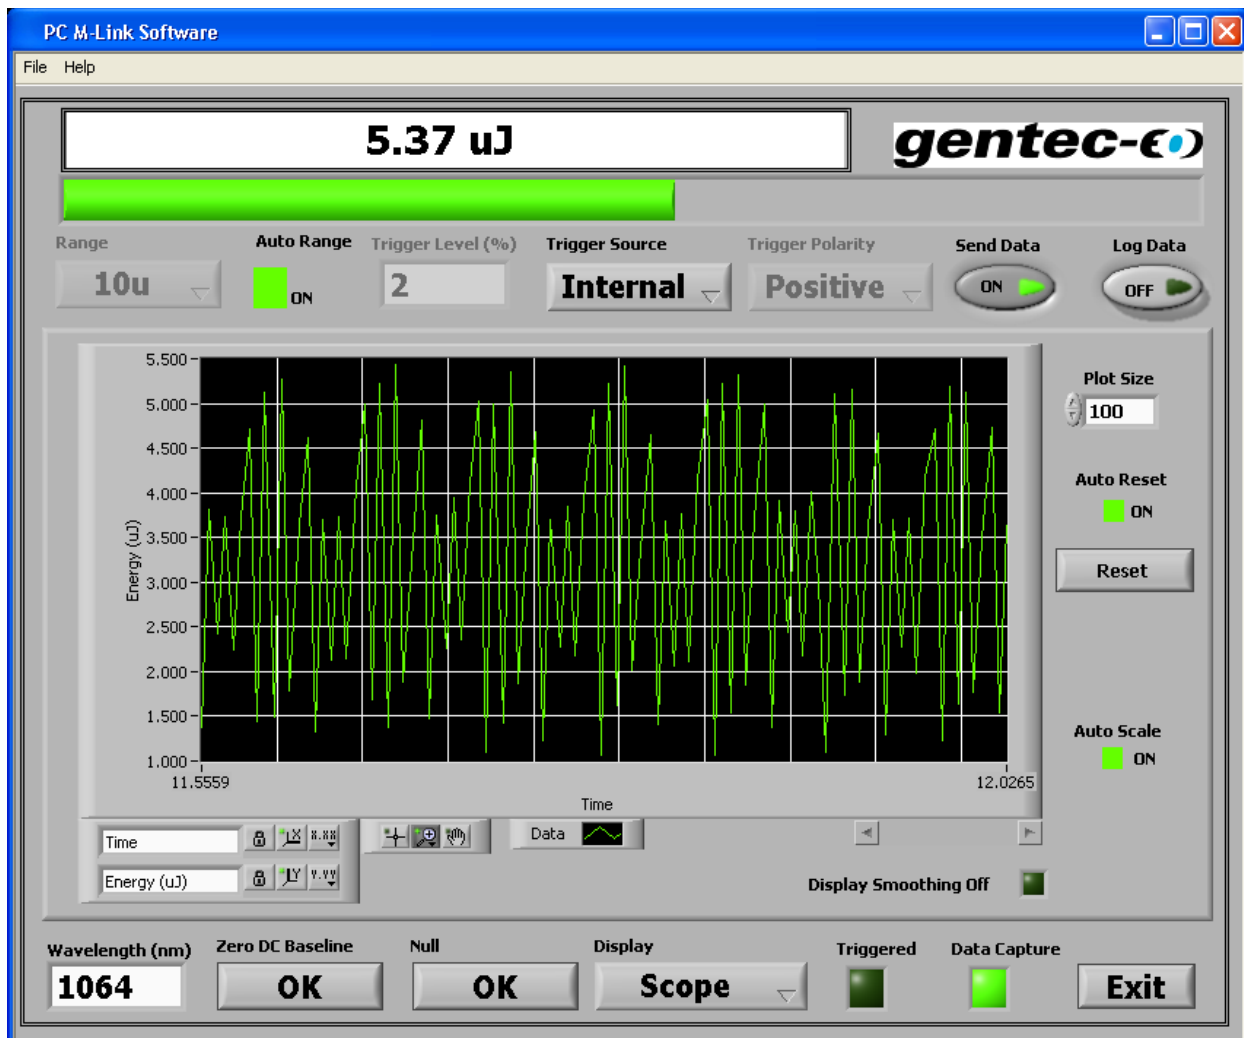 PC M-Link Software
File Help
5.37 uJ
gentec-eo
Range
Auto Range
Trigger Level (%)
Trigger Source
Trigger Polarity
Send Data
Log Data
10u
ON
2
Internal
Positive
ON
OFF
5.500
5.000
4.500
4.000
3.500
3.000
2.500
2.000
1.500
1.000
Energy (uJ)
11.5559
12.0265
Time
Plot Size
100
Auto Reset
ON
Reset
Auto Scale
ON
Time
X
X.XX
Data
Energy (uJ)
Y
Y.YY
Display Smoothing Off
Wavelength (nm)
Zero DC Baseline
Null
Display
Triggered
Data Capture
1064
OK
OK
Scope
Exit